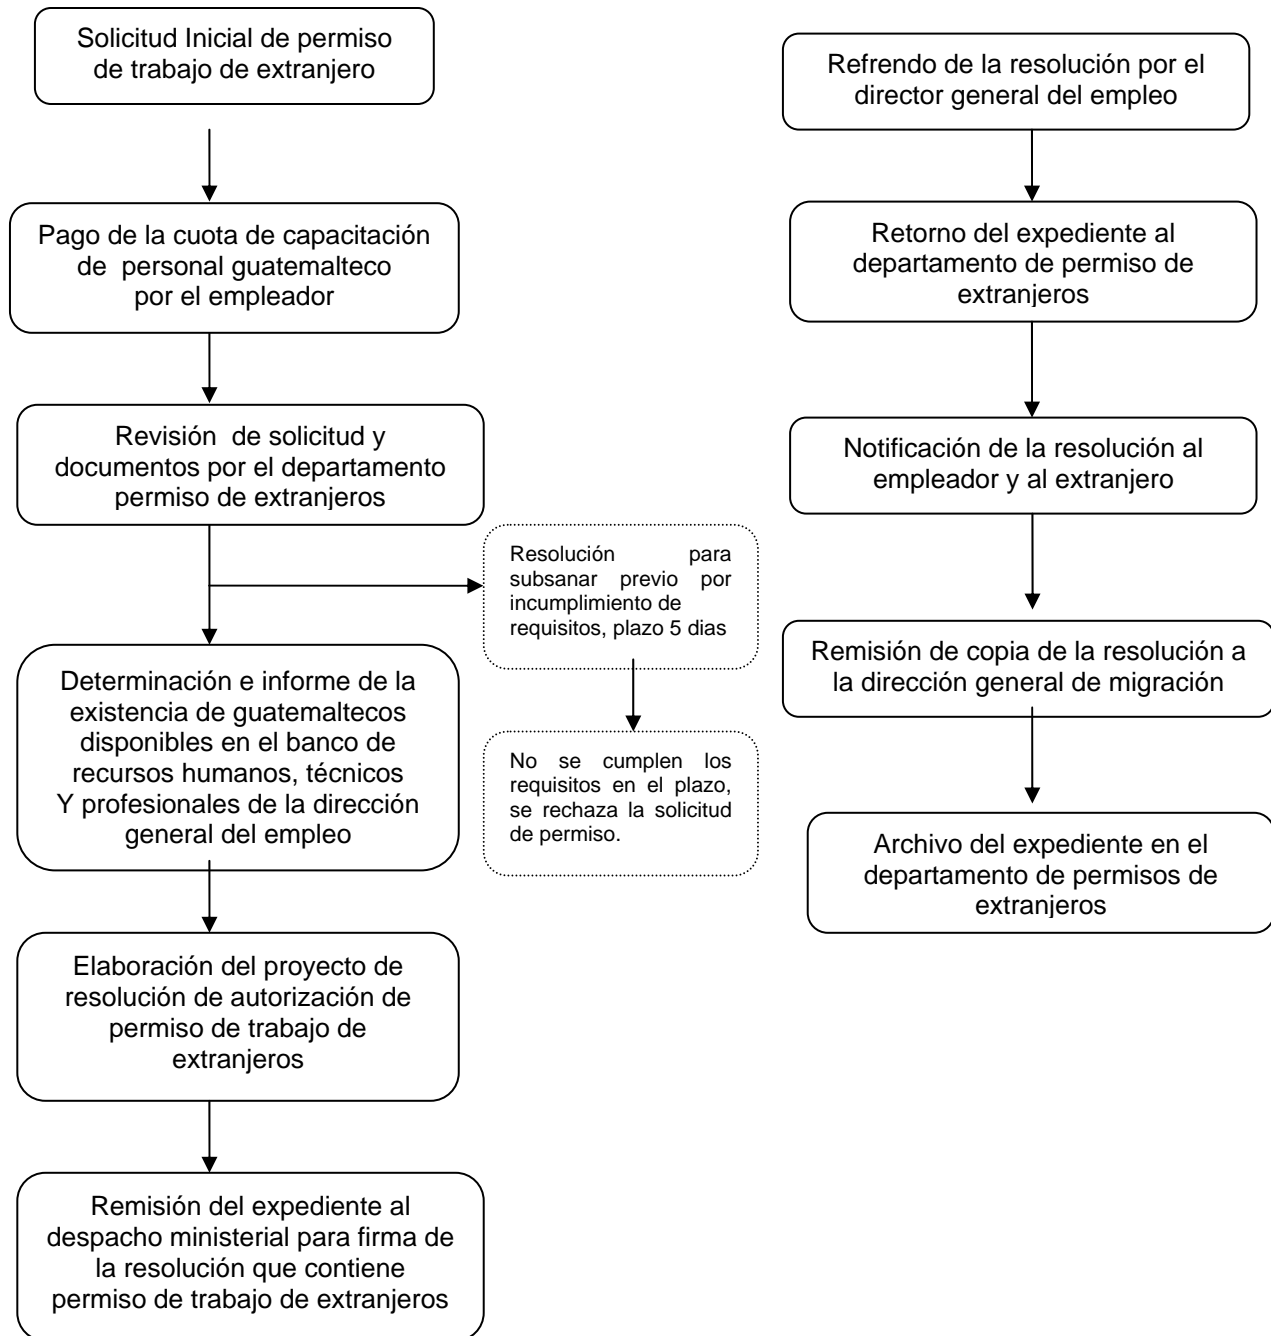 Solicitud Inicial de permiso
de trabajo de extranjero
Pago de la cuota de capacitación
de personal guatemalteco
por el empleador
Revisión de solicitud y
documentos por el departamento
permiso de extranjeros
Resolución para
subsanar previo por
incumplimiento de
requisitos, plazo 5 dias
No se cumplen los
requisitos en el plazo,
se rechaza la solicitud
de permiso.
Determinación e informe de la
existencia de guatemaltecos
disponibles en el banco de
recursos humanos, técnicos
Y profesionales de la dirección
general del empleo
Elaboración del proyecto de
resolución de autorización de
permiso de trabajo de
extranjeros
Remisión del expediente al
despacho ministerial para firma de
la resolución que contiene
permiso de trabajo de extranjeros
Refrendo de la resolución por el
director general del empleo
Retorno del expediente al
departamento de permiso de
extranjeros
Notificación de la resolución al
empleador y al extranjero
Remisión de copia de la resolución a
la dirección general de migración
Archivo del expediente en el
departamento de permisos de
extranjeros